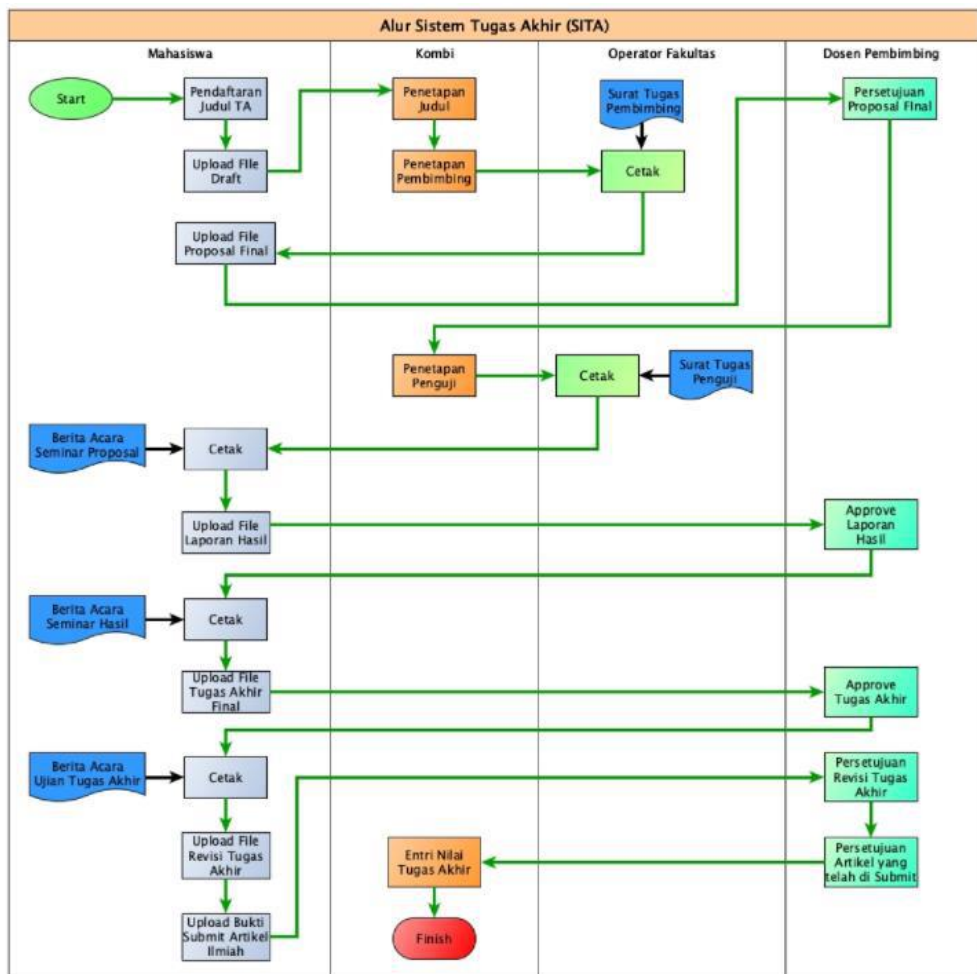 Alur Sistem Tugas Akhir (SITA)
Mahasiswa
Kombi
Operator Fakultas
Dosen Pembimbing
Start
Pendaftaran
Judul TA
Penetapan
Judul
Surat Tugas
Pembimbing
Persetujuan
Proposal FInal
Upload FIle
Draft
Penetapan
Pembimbing
Cetak
Upload File
Proposal Final
Penetapan
Penguji
Cetak
Surat Tugas
Penguji
Berita Acara
Seminar Proposal
Cetak
Upload File
Laporan Hasil
Approve
Laporan
Hasil
Berita Acara
Seminar Hasil
Cetak
Upload File
Tugas Akhir
Final
Approve
Tugas Akhir
Berita Acara
Ujian Tugas Akhir
Cetak
Persetujuan
Revisi Tugas
Akhir
Upload File
Revisi Tugas
Akhir
Entri Nilai
Tugas Akhir
Persetujuan
Artikel yang
telah di Submit
Upload Bukti
Submit Artikel
Ilmiah
Finish